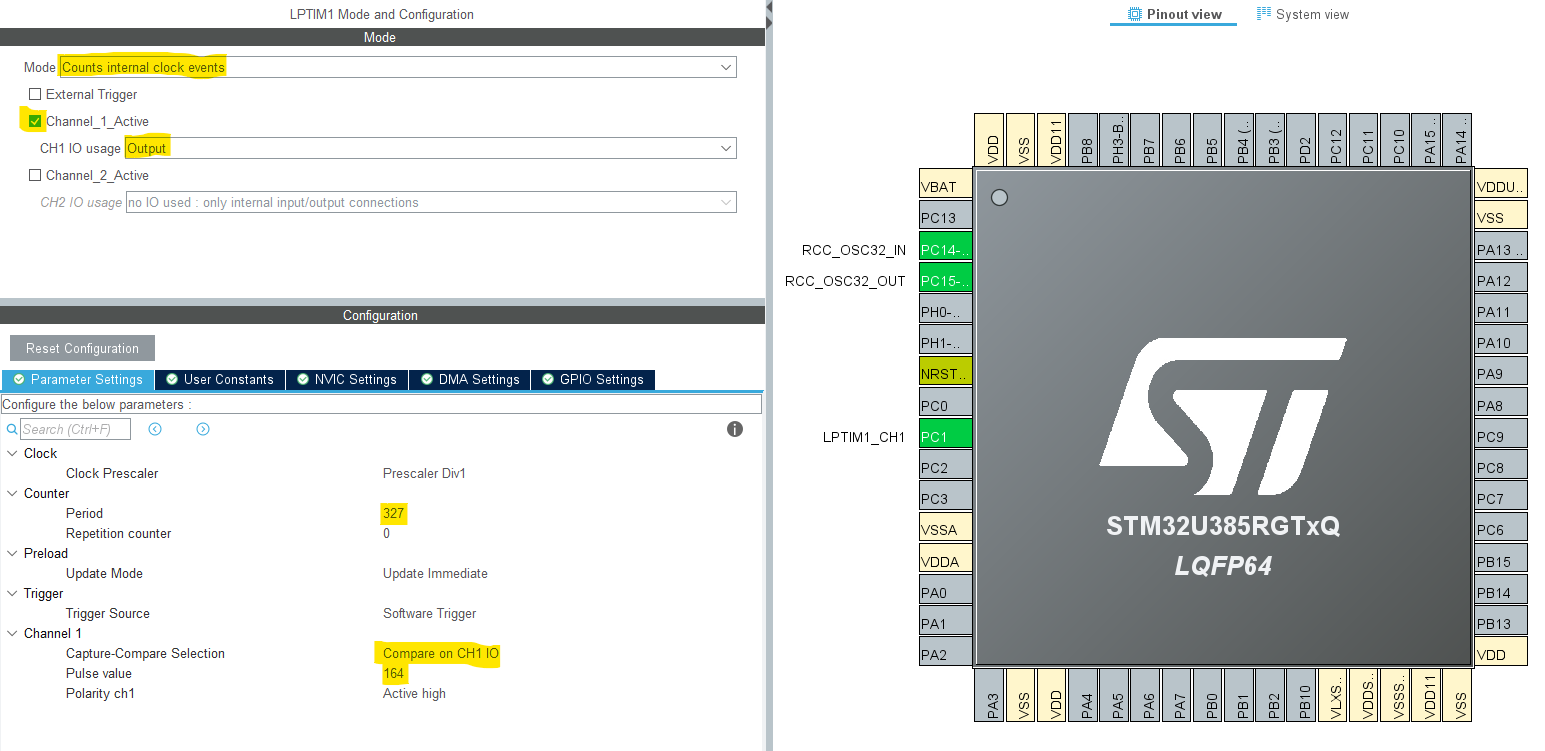 LPTIM1 Mode and Configuration
Mode
Mode Counts internal clock events
External Trigger
Channel_1_Active
CH1 IO usage Output
Channel_2_Active
CH2 IO usage no IO used : only internal input/output connections
Configuration
Reset Configuration
Parameter Settings User Constants NVIC Settings DMA Settings GPIO Settings
Configure the below parameters :
Search (Ctrl+F)
Clock
Clock Prescaler Prescaler Div1
Counter
Period 327
Repetition counter 0
Preload
Update Mode Update Immediate
Trigger
Trigger Source Software Trigger
Channel 1
Capture-Compare Selection Compare on CH1 IO
Pulse value 164
Polarity ch1 Active high
Pinout view System view
VDD
VSS
VDD11
PB8
PH3-B..
PB7
PB6
PB5
PB4 (..
PB3 (..
PD2
PC12
PC11
PC10
PA15 ..
PA14 ..
VBAT
PC13
RCC_OSC32_IN PC14-..
RCC_OSC32_OUT PC15-..
PH0-..
PH1-..
NRST..
PC0
LPTIM1_CH1 PC1
PC2
PC3
VSSA
VDDA
PA0
PA1
PA2
ST
STM32U385RGTxQ
LQFP64
VDDU..
VSS
PA13 ..
PA12
PA11
PA10
PA9
PA8
PC9
PC8
PC7
PC6
PB15
PB14
PB13
VDD
PA3
VSS
VDD
PA4
PA5
PA6
PA7
PB0
PB1
PB2
PB10
VLXS..
VDDS..
VSSS..
VDD11
VSS